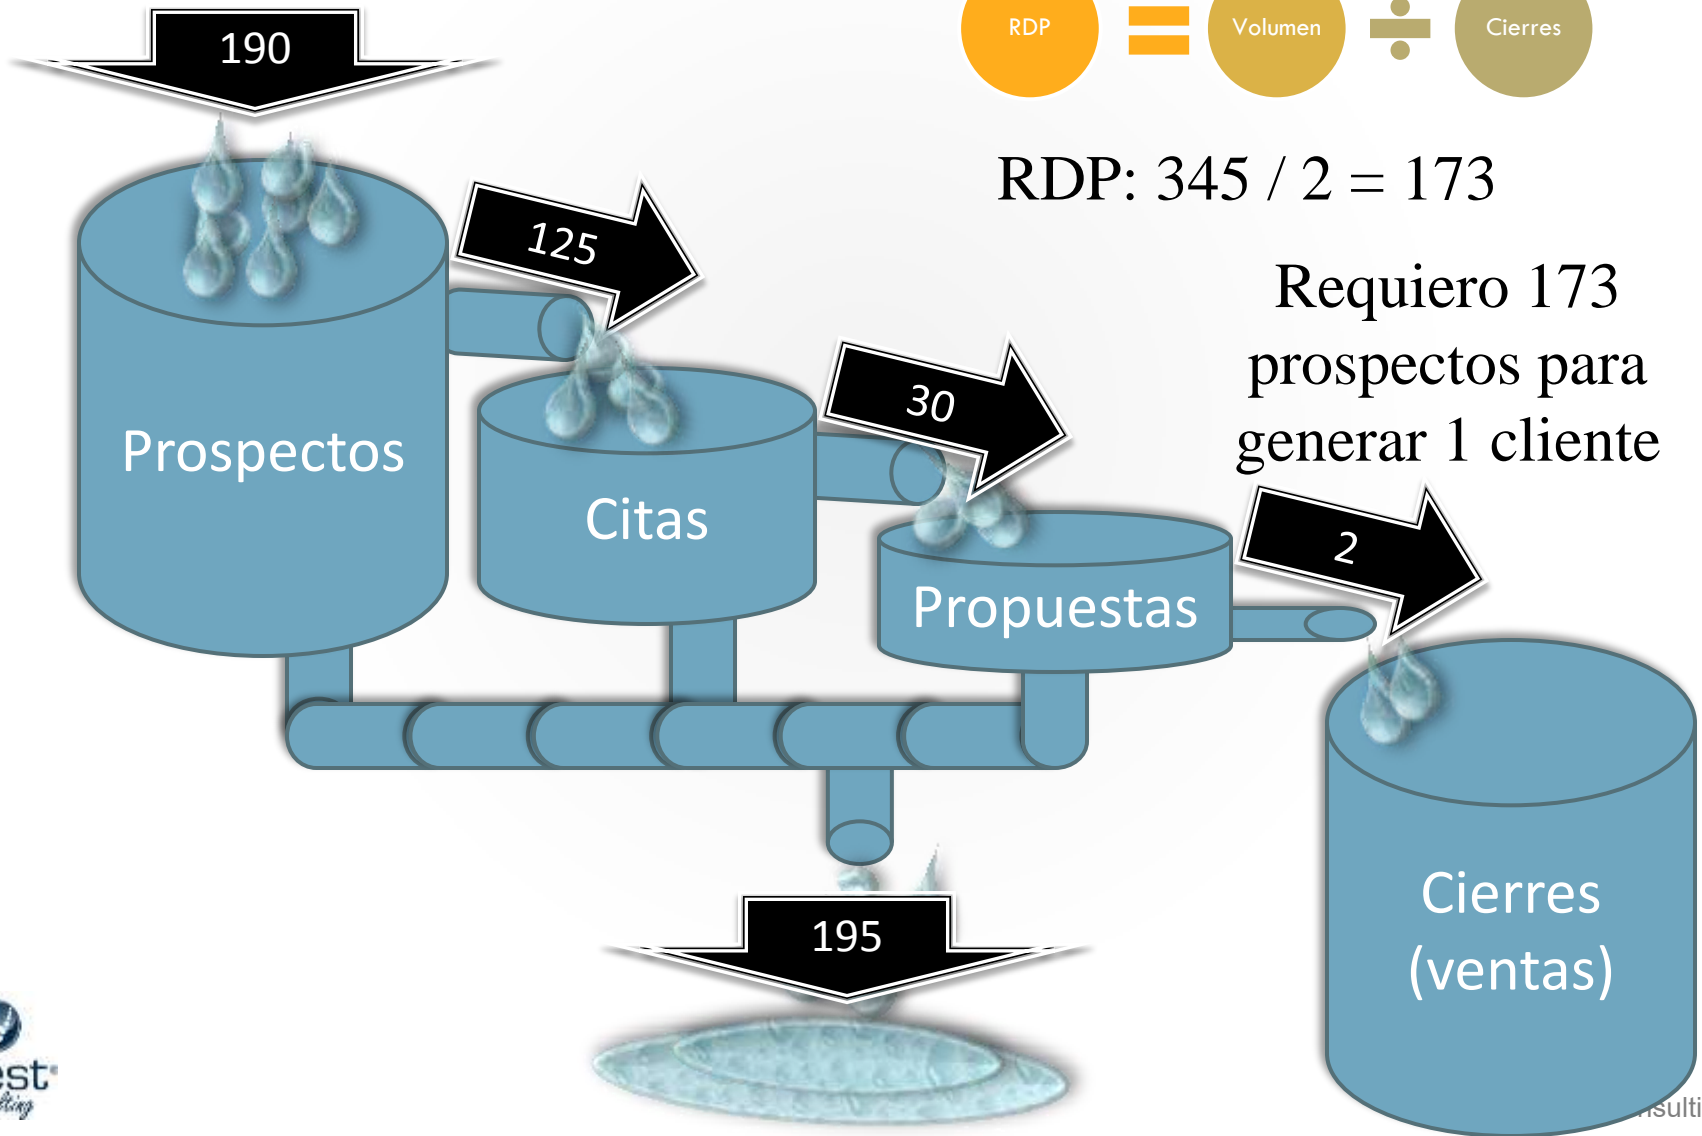 190
RDP
Volumen
Cierres
RDP: 345 / 2 = 173
125
Requiero 173
prospectos para
generar 1 cliente
30
Prospectos
Citas
2
Propuestas
195
Cierres
(ventas)